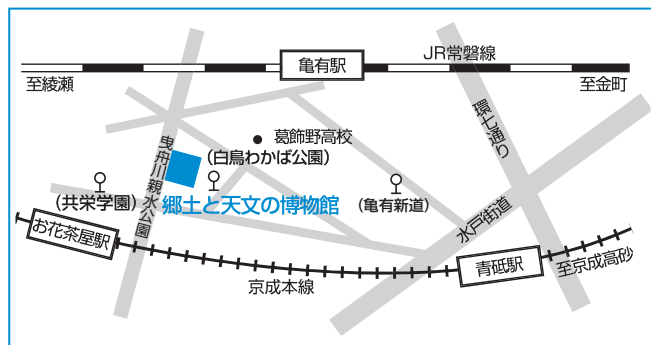 JR常磐線
亀有駅
至綾瀬
至金町
環七通り
葛飾野高校
曳舟川親水公園
(白鳥わかば公園)
(共栄学園)
郷土と天文の博物館
(亀有新道)
水戸街道
お花茶屋駅
青砥駅
至京成高砂
京成本線